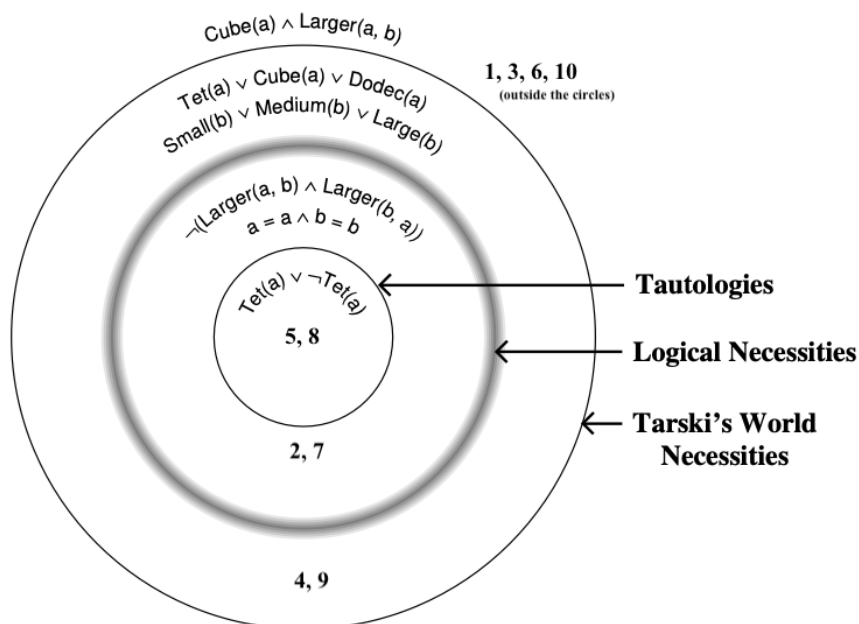 Cube(a) ∧ Larger(a, b)
1, 3, 6, 10
(outside the circles)
Tet(a) ∨ Cube(a) ∨ Dodec(a)
Small(b) ∨ Medium(b) ∨ Large(b)
¬(Larger(a, b) ∧ Larger(b, a))
a = a ∧ b = b
Tet(a) ∨ ¬Tet(a)
Tautologies
5, 8
Logical Necessities
Tarski's World
Necessities
2, 7
4, 9